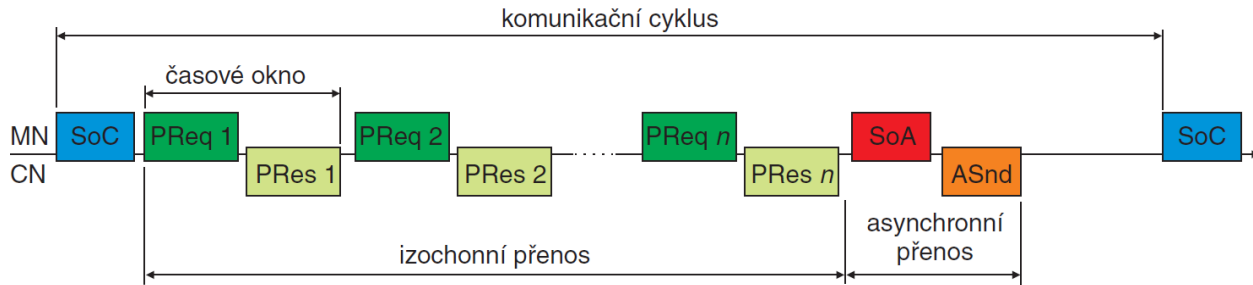 komunikační cyklus
časové okno
MN SoC PReq 1 PReq 2 PReq n SoA SoC
CN PRes 1 PRes 2 PRes n ASnd
izochonní přenos
asynchronní
přenos